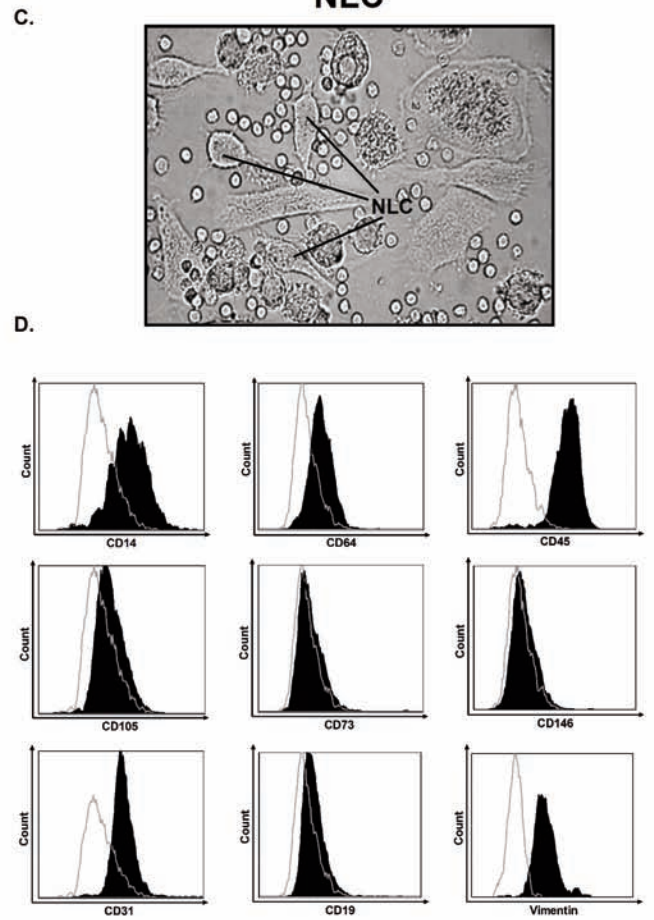 NLC
C.
NLC
D.
Count
CD14
Count
CD64
Count
CD45
Count
CD105
Count
CD73
Count
CD146
Count
CD31
Count
CD19
Count
Vimentin